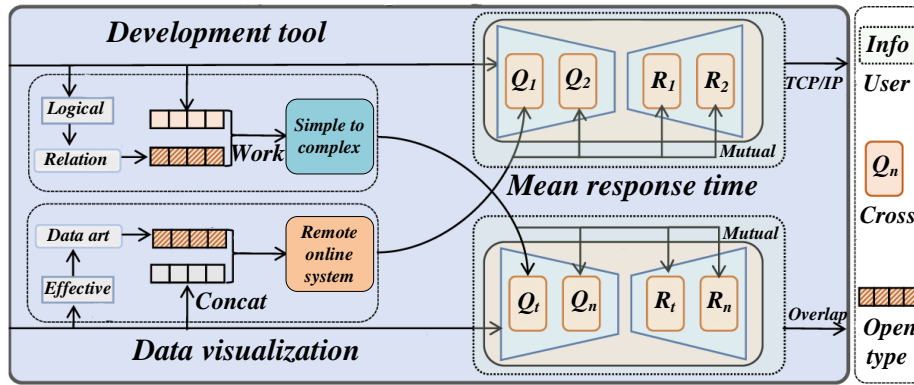 Development tool
Logical
Relation
Work
Simple to
complex
Q1 Q2 R1 R2
Mutual
TCP/IP
Mean response time
Data art
Effective
Concat
Remote
online
system
Mutual
Qt Qn Rt Rn
Overlap
Data visualization
Info
User
Qn
Cross
Open
type